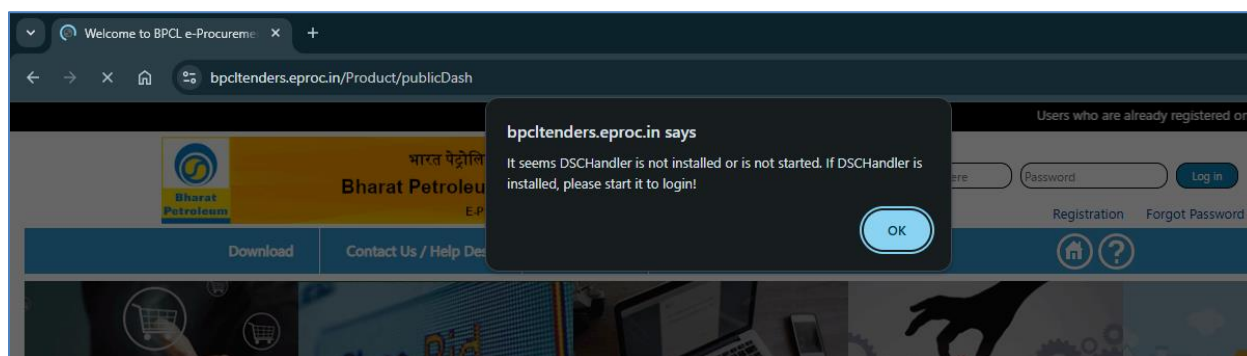 Welcome to BPCL e-Procureme
bpcltenders.eproc.in/Product/publicDash
Users who are already registered on
bpcltenders.eproc.in says
It seems DSCHandler is not installed or is not started. If DSCHandler is
installed, please start it to login!
OK
भारत पेट्रोलि
Bharat Petroleu
E-P
Bharat
Petroleum
ere
Password
Log in
Registration Forgot Password
Download Contact Us / Help Des